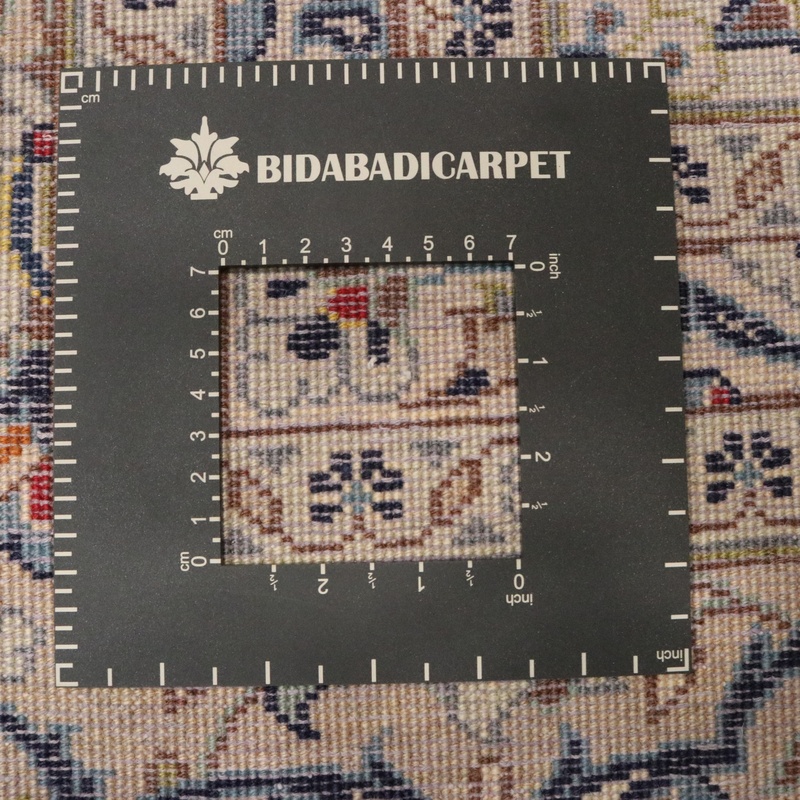 cm
BIDABADICARPET
cm
0 1 2 3 4 5 6 7
7 6 5 4 3 2 1 0
cm
0 ½ 1 ½ 2 ½
inch
½ 2 ½ 1 ½ 0
inch
inch